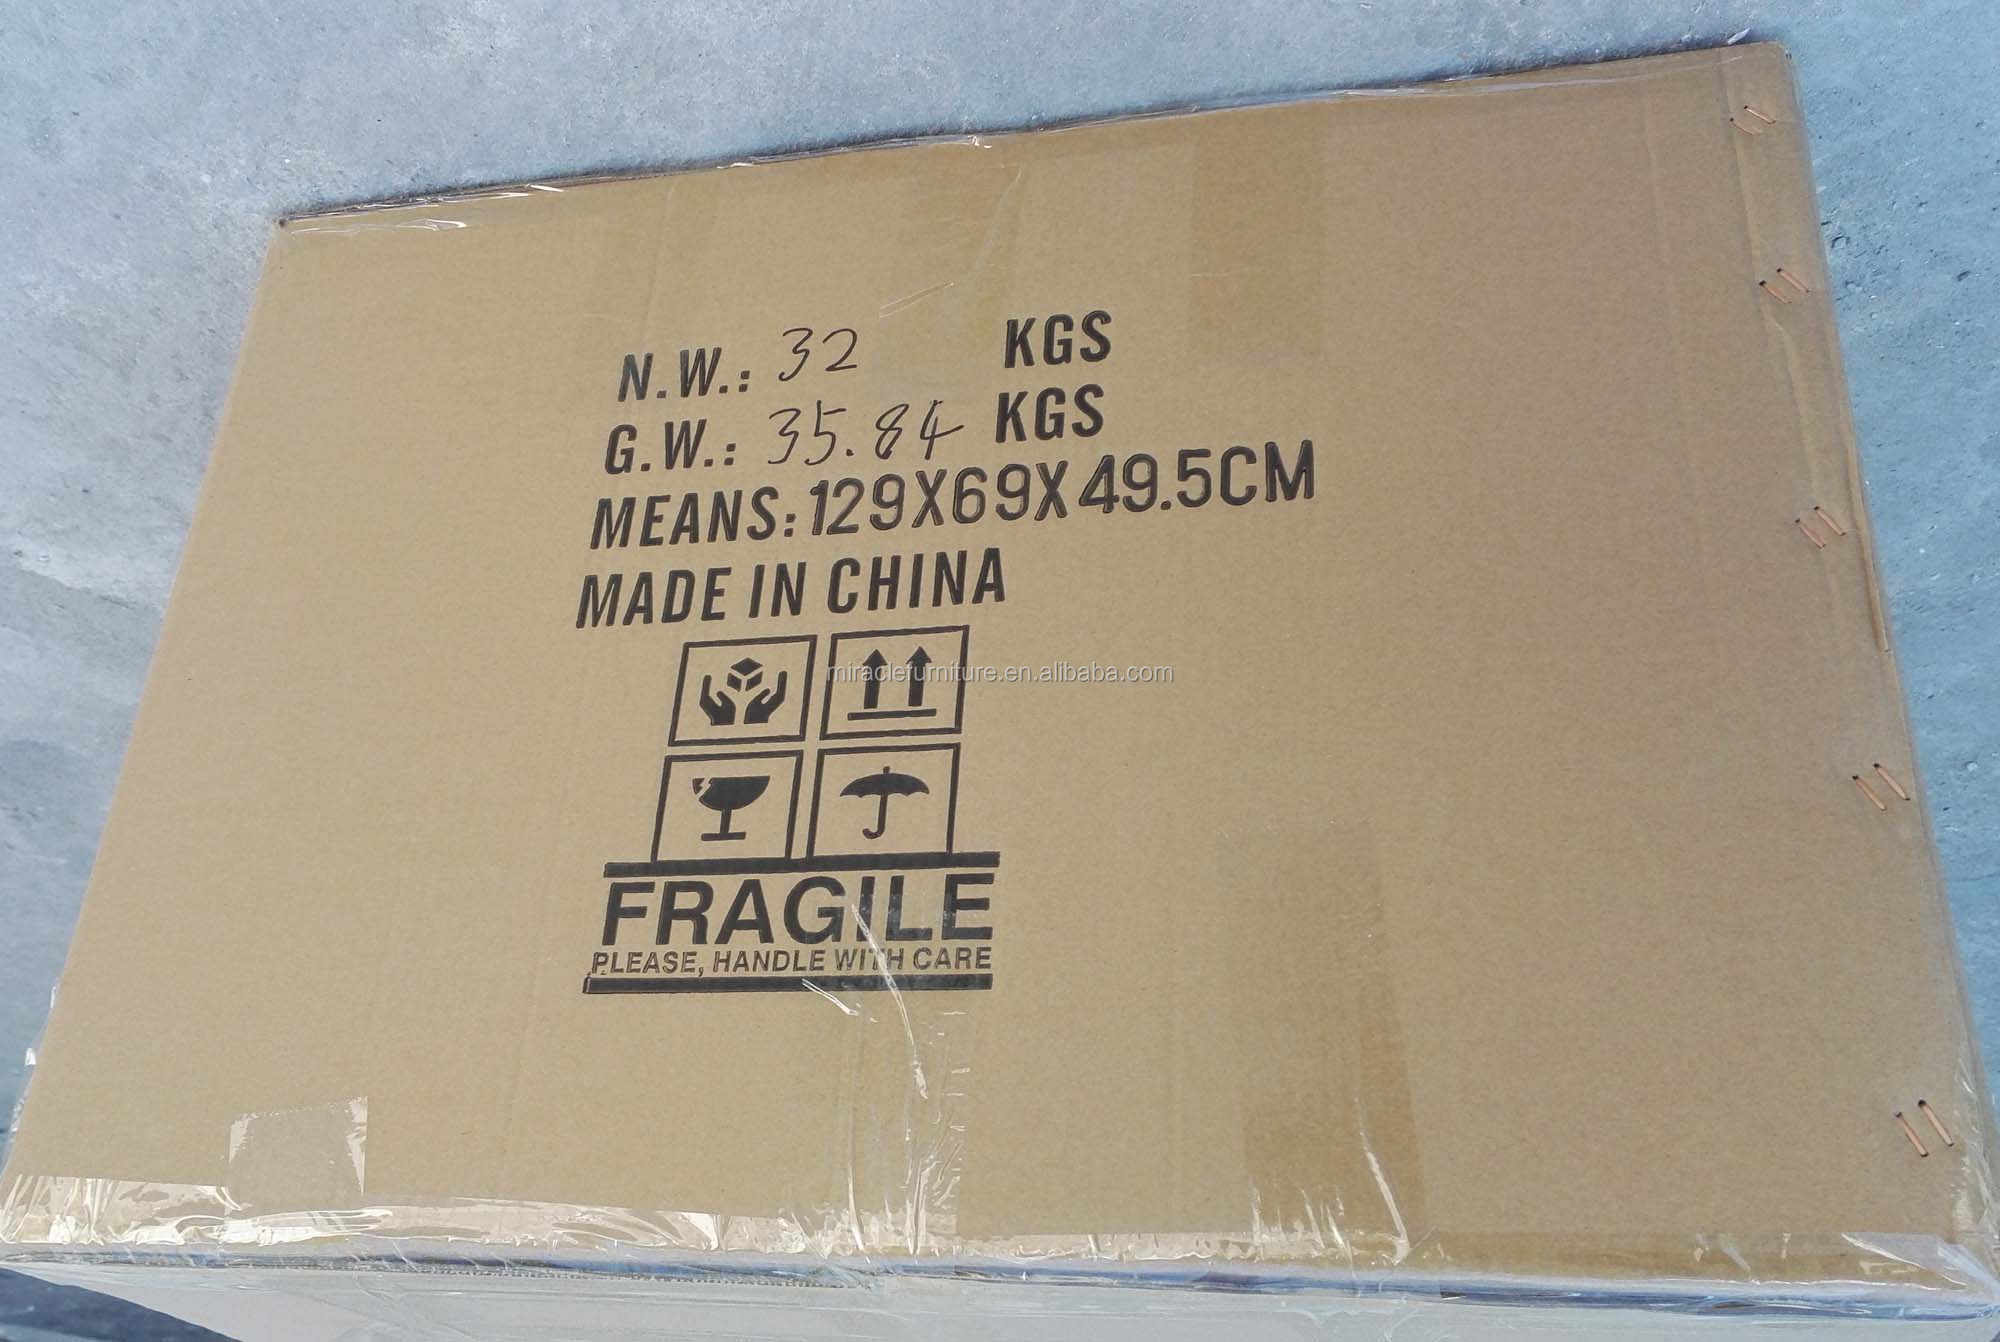 N.W.: 32 KGS
G.W.: 35.84 KGS
MEANS: 129X69X49.5CM
MADE IN CHINA
miraclefurniture.en.alibaba.com
FRAGILE
PLEASE, HANDLE WITH CARE